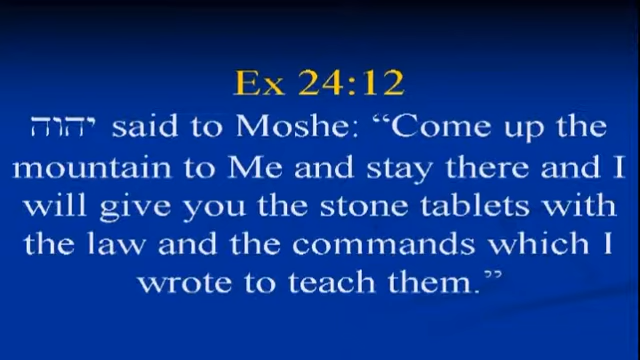 Ex 24:12
יהוה said to Moshe: “Come up the
mountain to Me and stay there and I
will give you the stone tablets with
the law and the commands which I
wrote to teach them.”